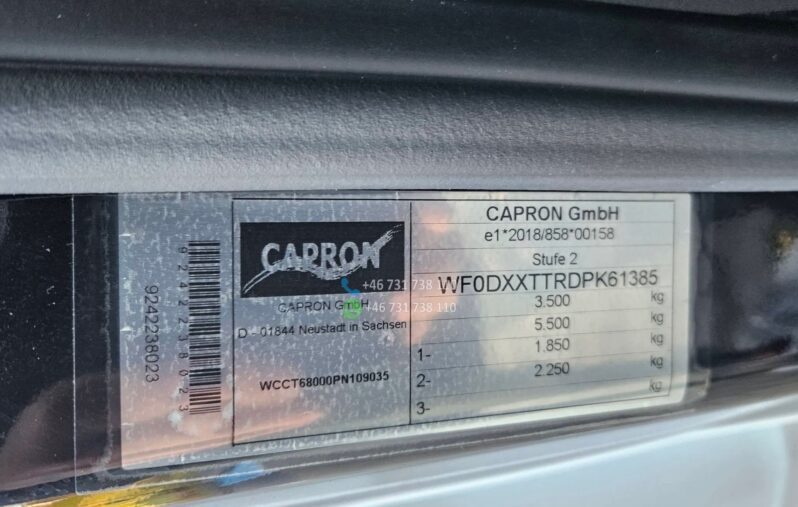 CAPRON
CAPRON GmbH
D - 01844 Neustadt in Sachsen
WCCT68000PN109035
9242238023
9242238023
CAPRON GmbH
e1*2018/858*00158
Stufe 2
WF0DXXTTRDPK61385
3.500 kg
5.500 kg
1- 1.850 kg
2- 2.250 kg
3- kg
+46 731 738
+46 731 738 110